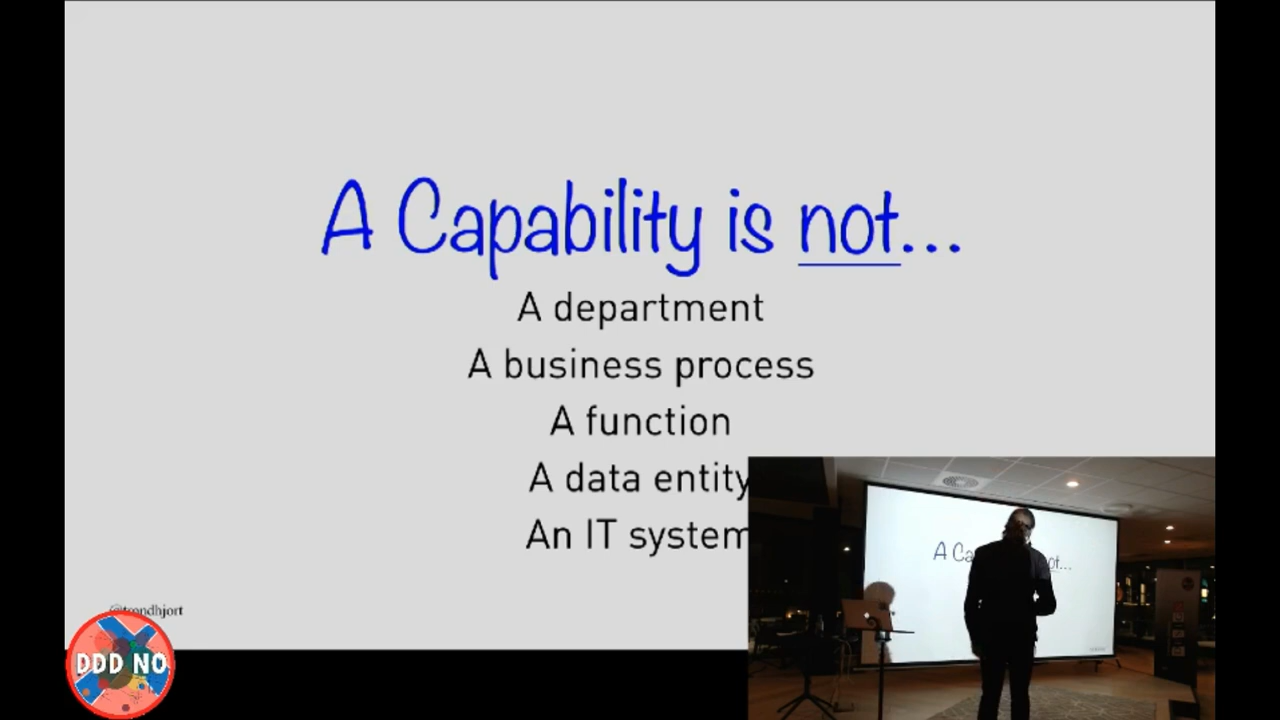 A Capability is not...
A department
A business process
A function
A data entity
An IT system
@trondhjort
DDD NO
A Ca
ot...